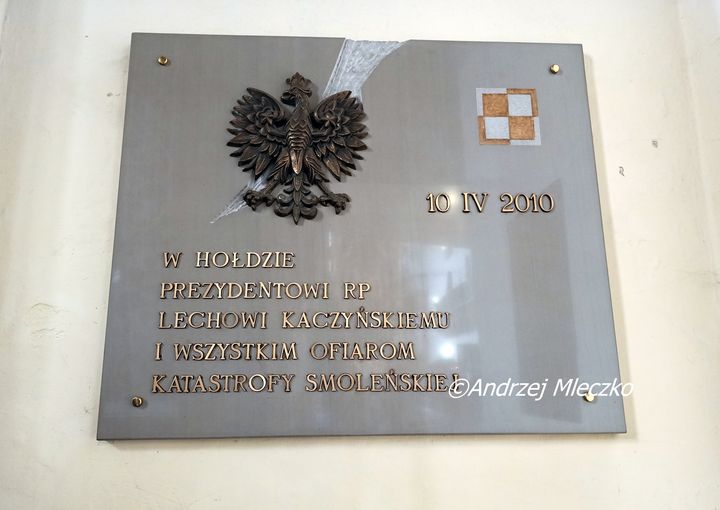 10 IV 2010
W HOŁDZIE
PREZYDENTOWI RP
LECHOWI KACZYŃSKIEMU
I WSZYSTKIM OFIAROM
KATASTROFY SMOLEŃSKIEJ
©Andrzej Mleczko